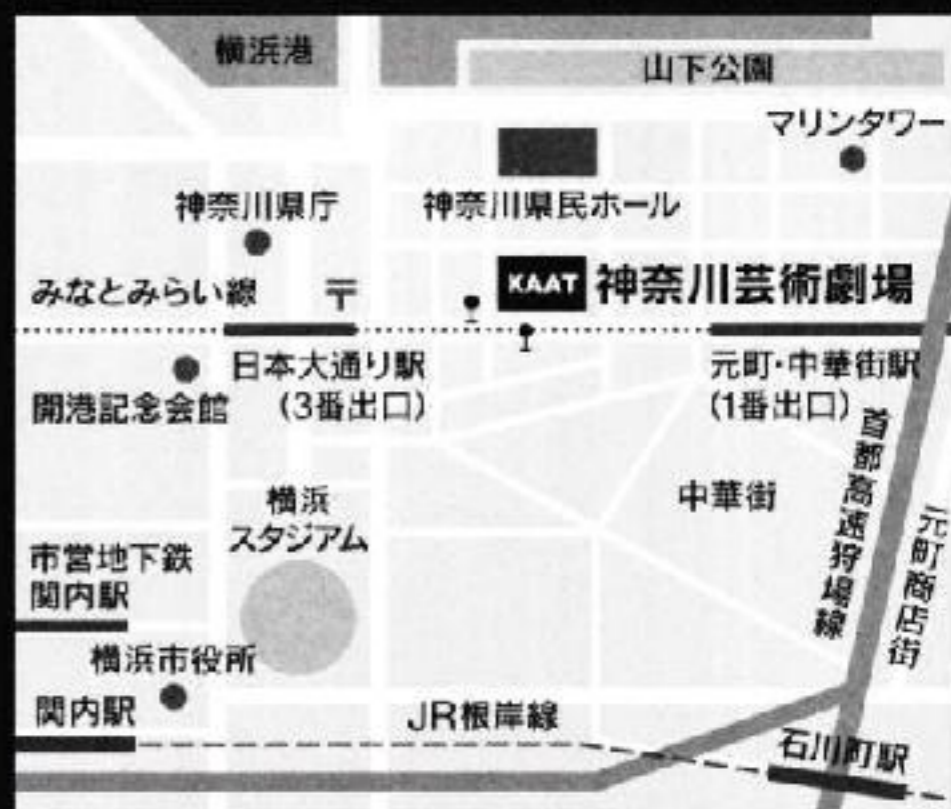 横浜港
山下公園
マリンタワー
神奈川県庁
神奈川県民ホール
みなとみらい線
〒
KAAT 神奈川芸術劇場
日本大通り駅
(3番出口)
元町・中華街駅
(1番出口)
開港記念会館
首都高速狩場線
中華街
横浜
スタジアム
元町商店街
市営地下鉄
関内駅
横浜市役所
関内駅
JR根岸線
石川町駅